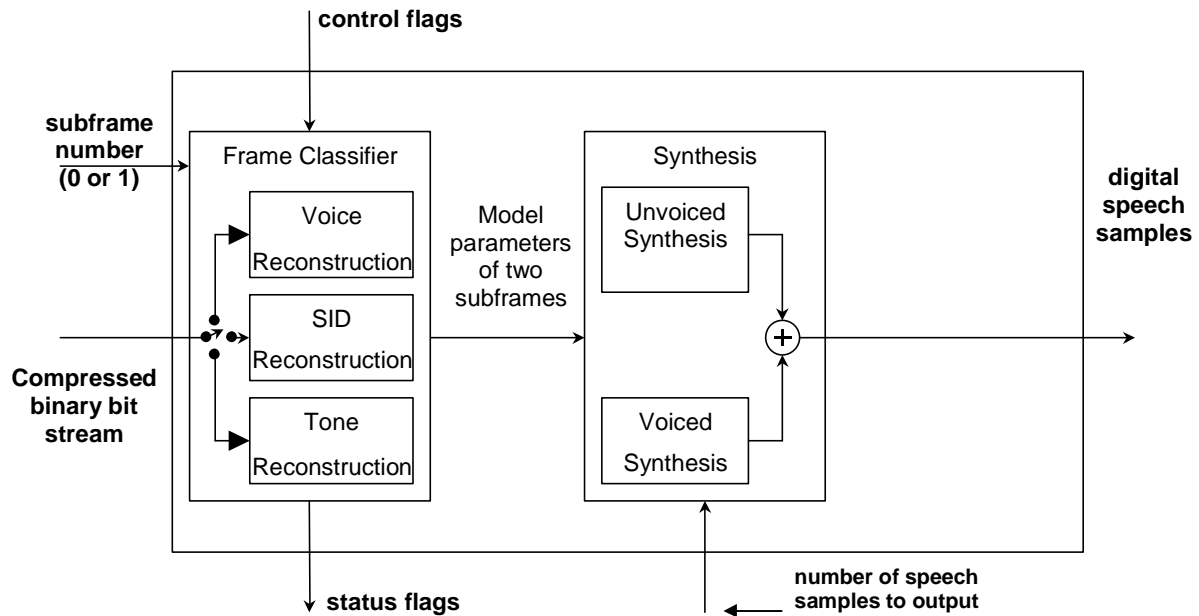 control flags
subframe
number
(0 or 1)
Frame Classifier
Voice
Reconstruction
SID
Reconstruction
Tone
Reconstruction
Compressed
binary bit
stream
Model
parameters
of two
subframes
Synthesis
Unvoiced
Synthesis
+
Voiced
Synthesis
digital
speech
samples
status flags
number of speech
samples to output